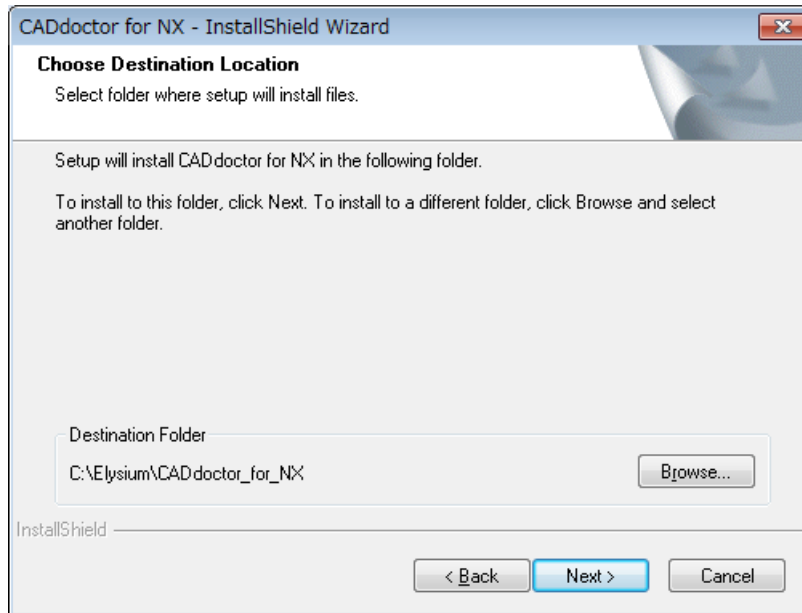 CADdoctor for NX - InstallShield Wizard
Choose Destination Location
Select folder where setup will install files.
Setup will install CADdoctor for NX in the following folder.
To install to this folder, click Next. To install to a different folder, click Browse and select
another folder.
Destination Folder
C:\Elysium\CADdoctor_for_NX
Browse...
InstallShield
< Back
Next >
Cancel